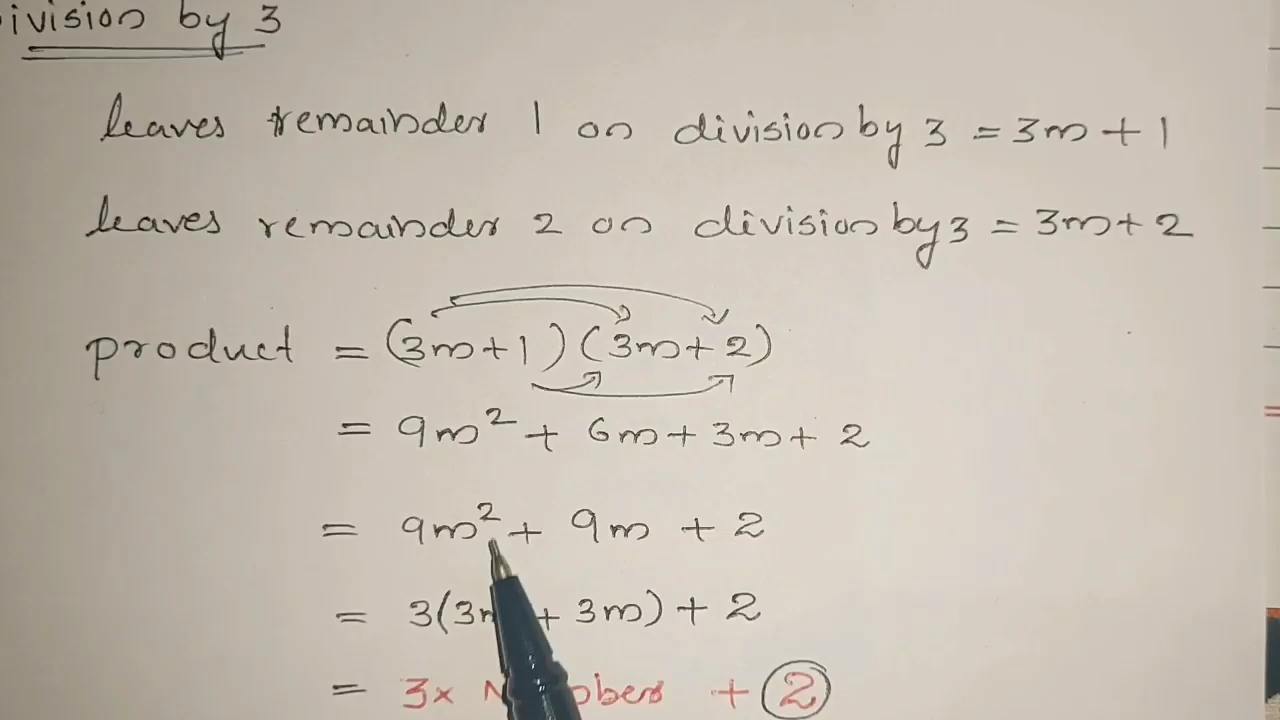 ivision by 3
leaves remainder 1 on division by 3 = 3m + 1
leaves remainder 2 on division by 3 = 3m + 2
product = (3m + 1) (3m + 2)
= 9m² + 6m + 3m + 2
= 9m² + 9m + 2
= 3(3m + 3m) + 2
= 3x + 2